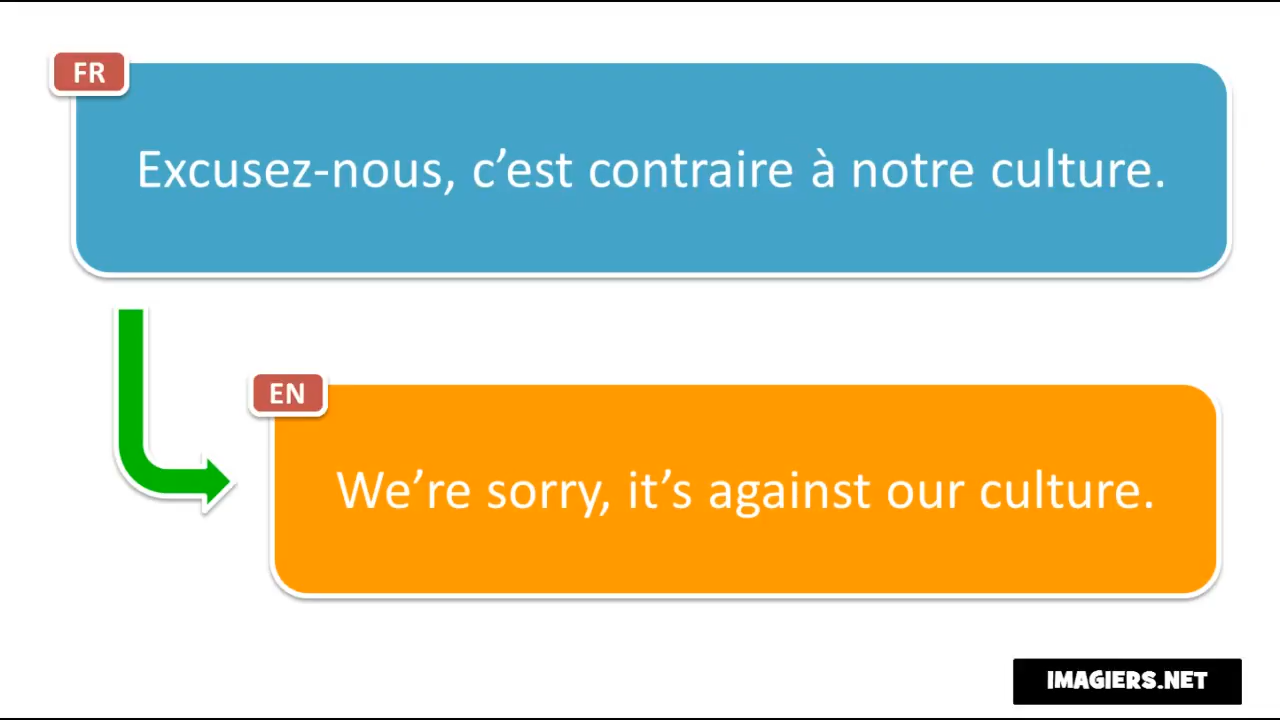 FR
Excusez-nous, c’est contraire à notre culture.
EN
We’re sorry, it’s against our culture.
IMAGIERS.NET